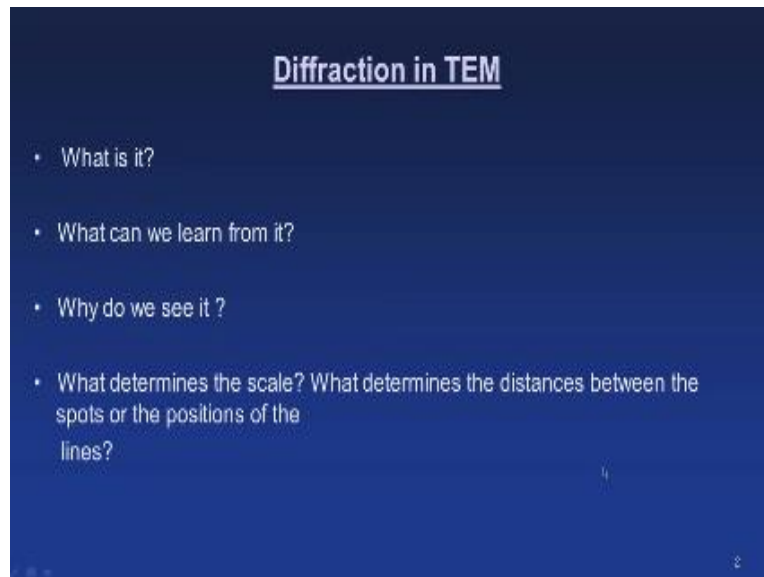 Diffraction in TEM
• What is it?
• What can we learn from it?
• Why do we see it ?
• What determines the scale? What determines the distances between the
spots or the positions of the
lines?